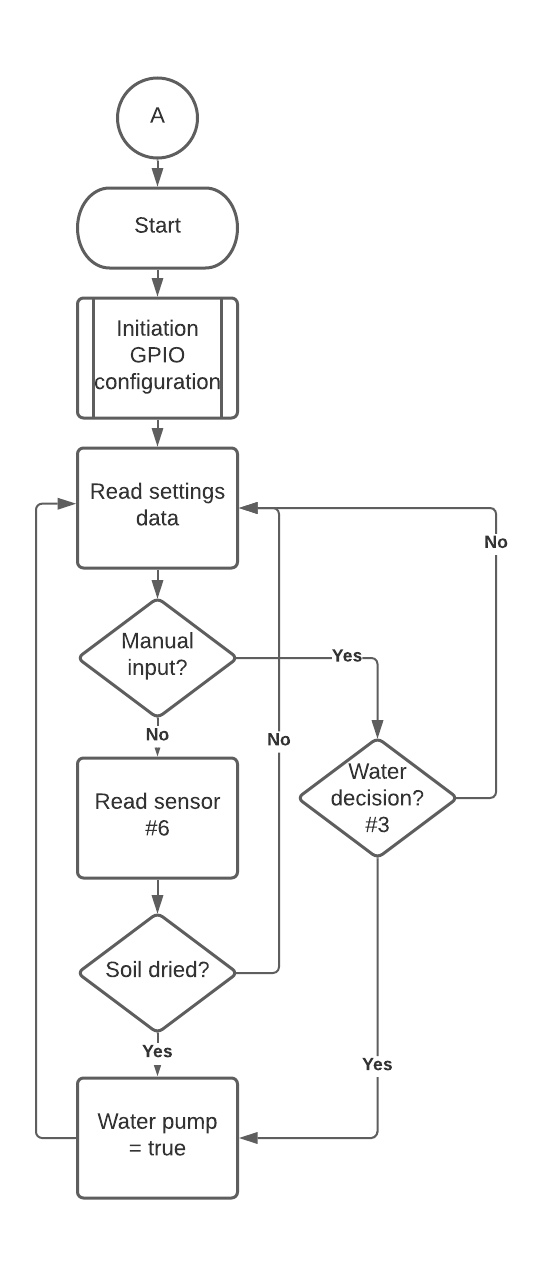 A
Start
Initiation
GPIO
configuration
Read settings
data
No
Manual
input?
Yes
No
No
Water
decision?
#3
Read sensor
#6
Soil dried?
Yes
Yes
Water pump
= true